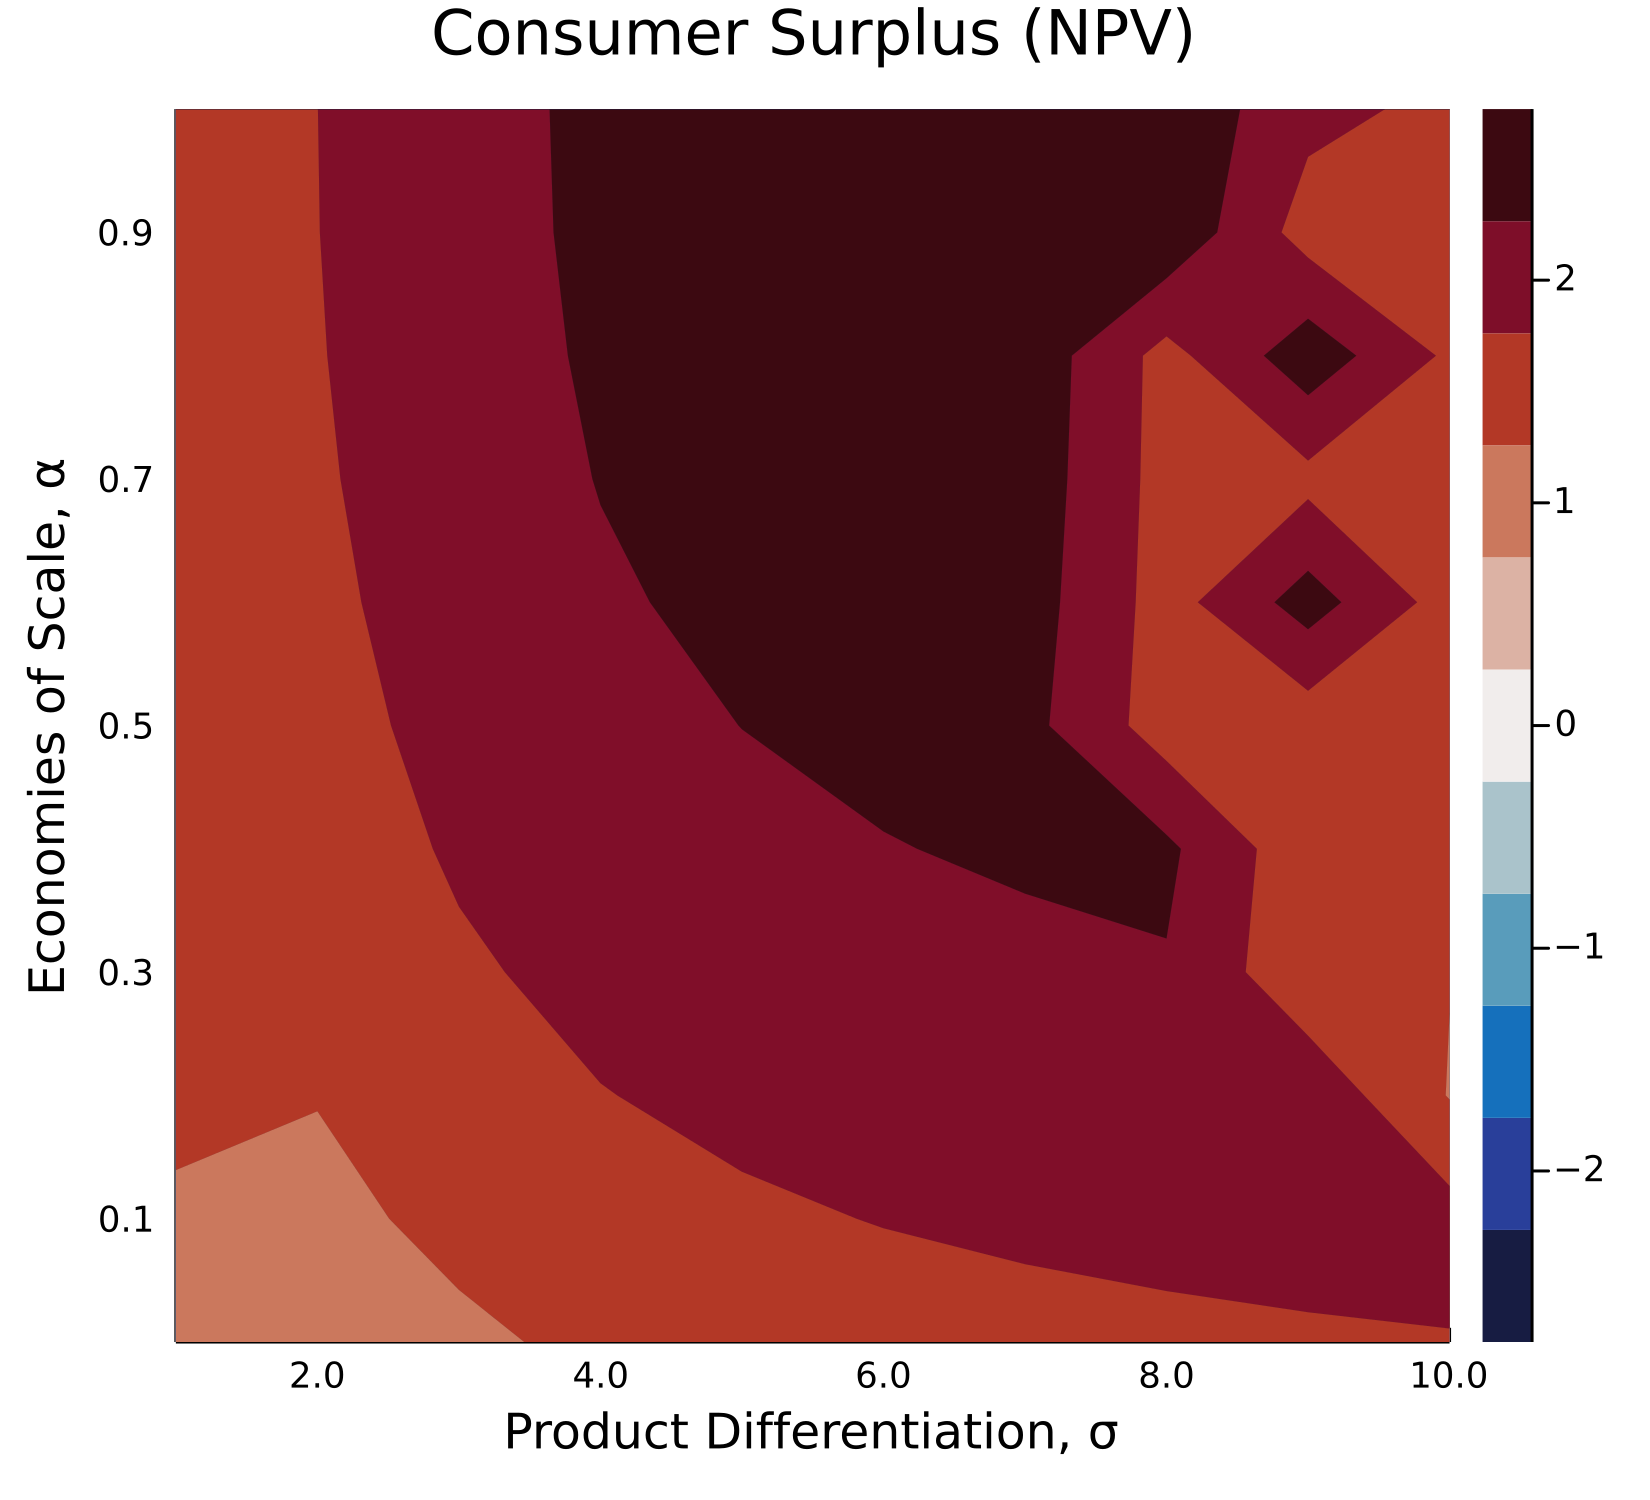 Consumer Surplus (NPV)
Economies of Scale, α
0.9
0.7
0.5
0.3
0.1
2.0 4.0 6.0 8.0 10.0
Product Differentiation, σ
2
1
0
−1
−2